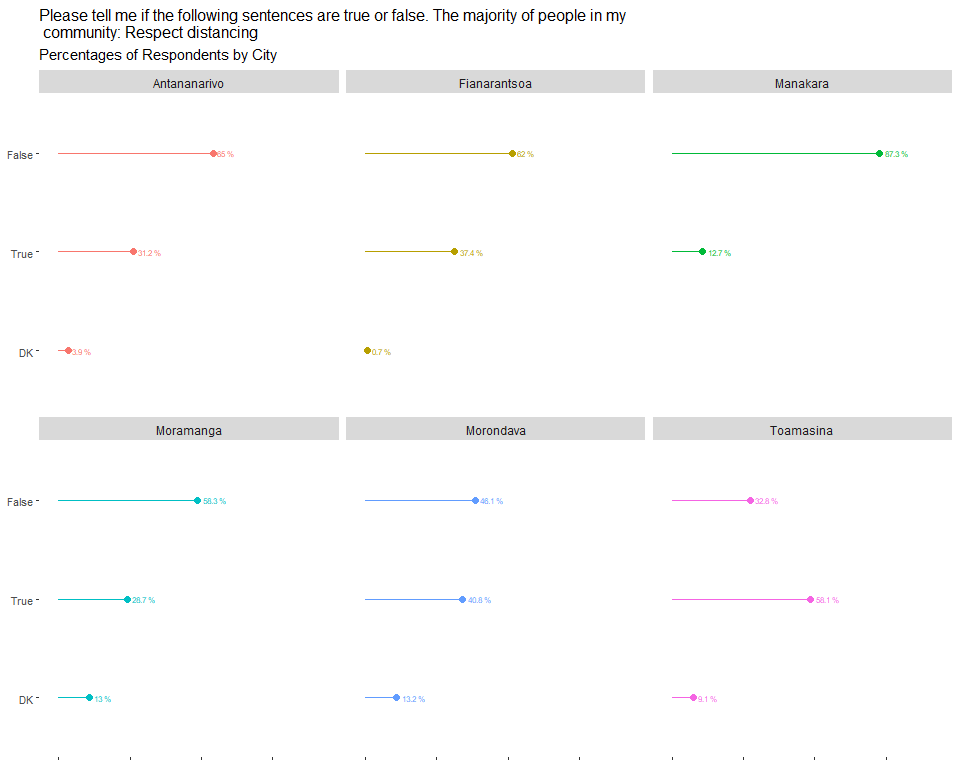 Please tell me if the following sentences are true or false. The majority of people in my
community: Respect distancing
Percentages of Respondents by City
Antananarivo
Fianarantsoa
Manakara
False
65 %
62 %
87.3 %
True
31.2 %
37.4 %
12.7 %
DK
3.9 %
0.7 %
Moramanga
Morondava
Toamasina
False
58.3 %
46.1 %
32.8 %
True
28.7 %
40.8 %
58.1 %
DK
13 %
13.2 %
9.1 %